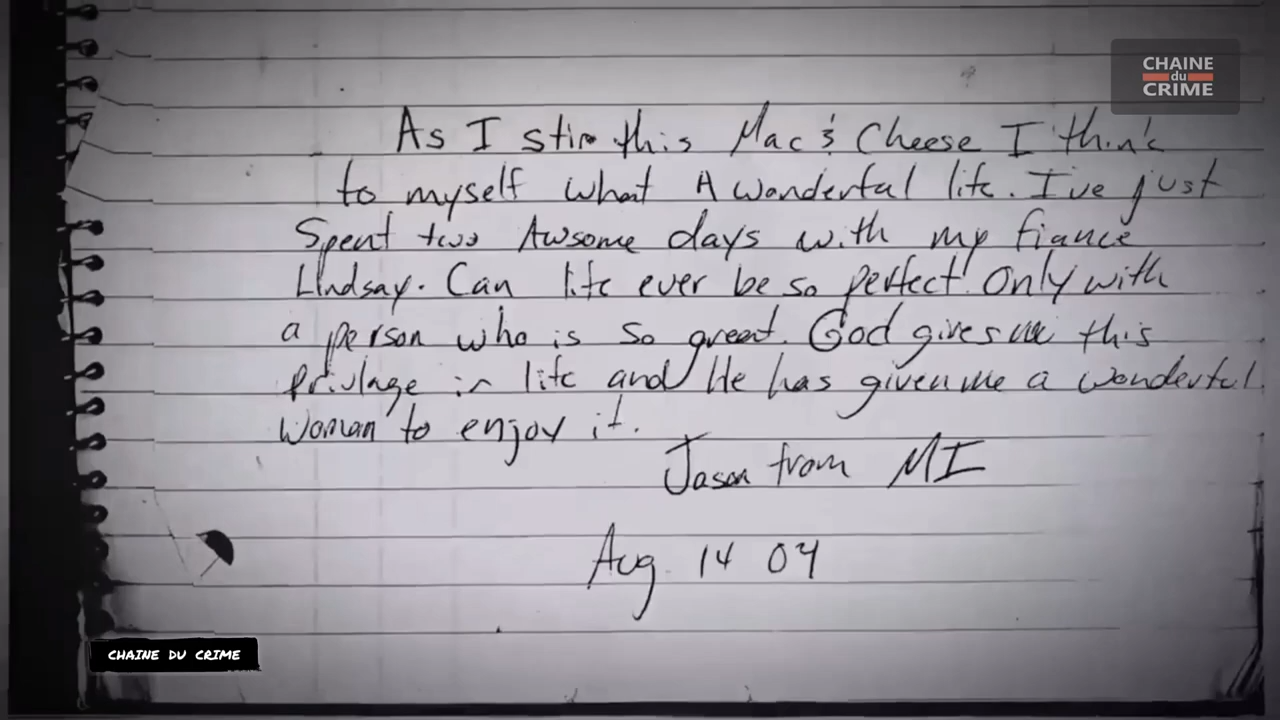 CHAINE
du
CRIME
As I stir this Mac & Cheese I think
to myself what A wonderful life. I've just
Spent two Awsome days with my fiance
Lindsay. Can life ever be so perfect! Only with
a person who is so great. God gives me this
privlage in life and He has given me a wonderful
woman to enjoy it.
Jason from MI
Aug 14 04
CHAINE DU CRIME